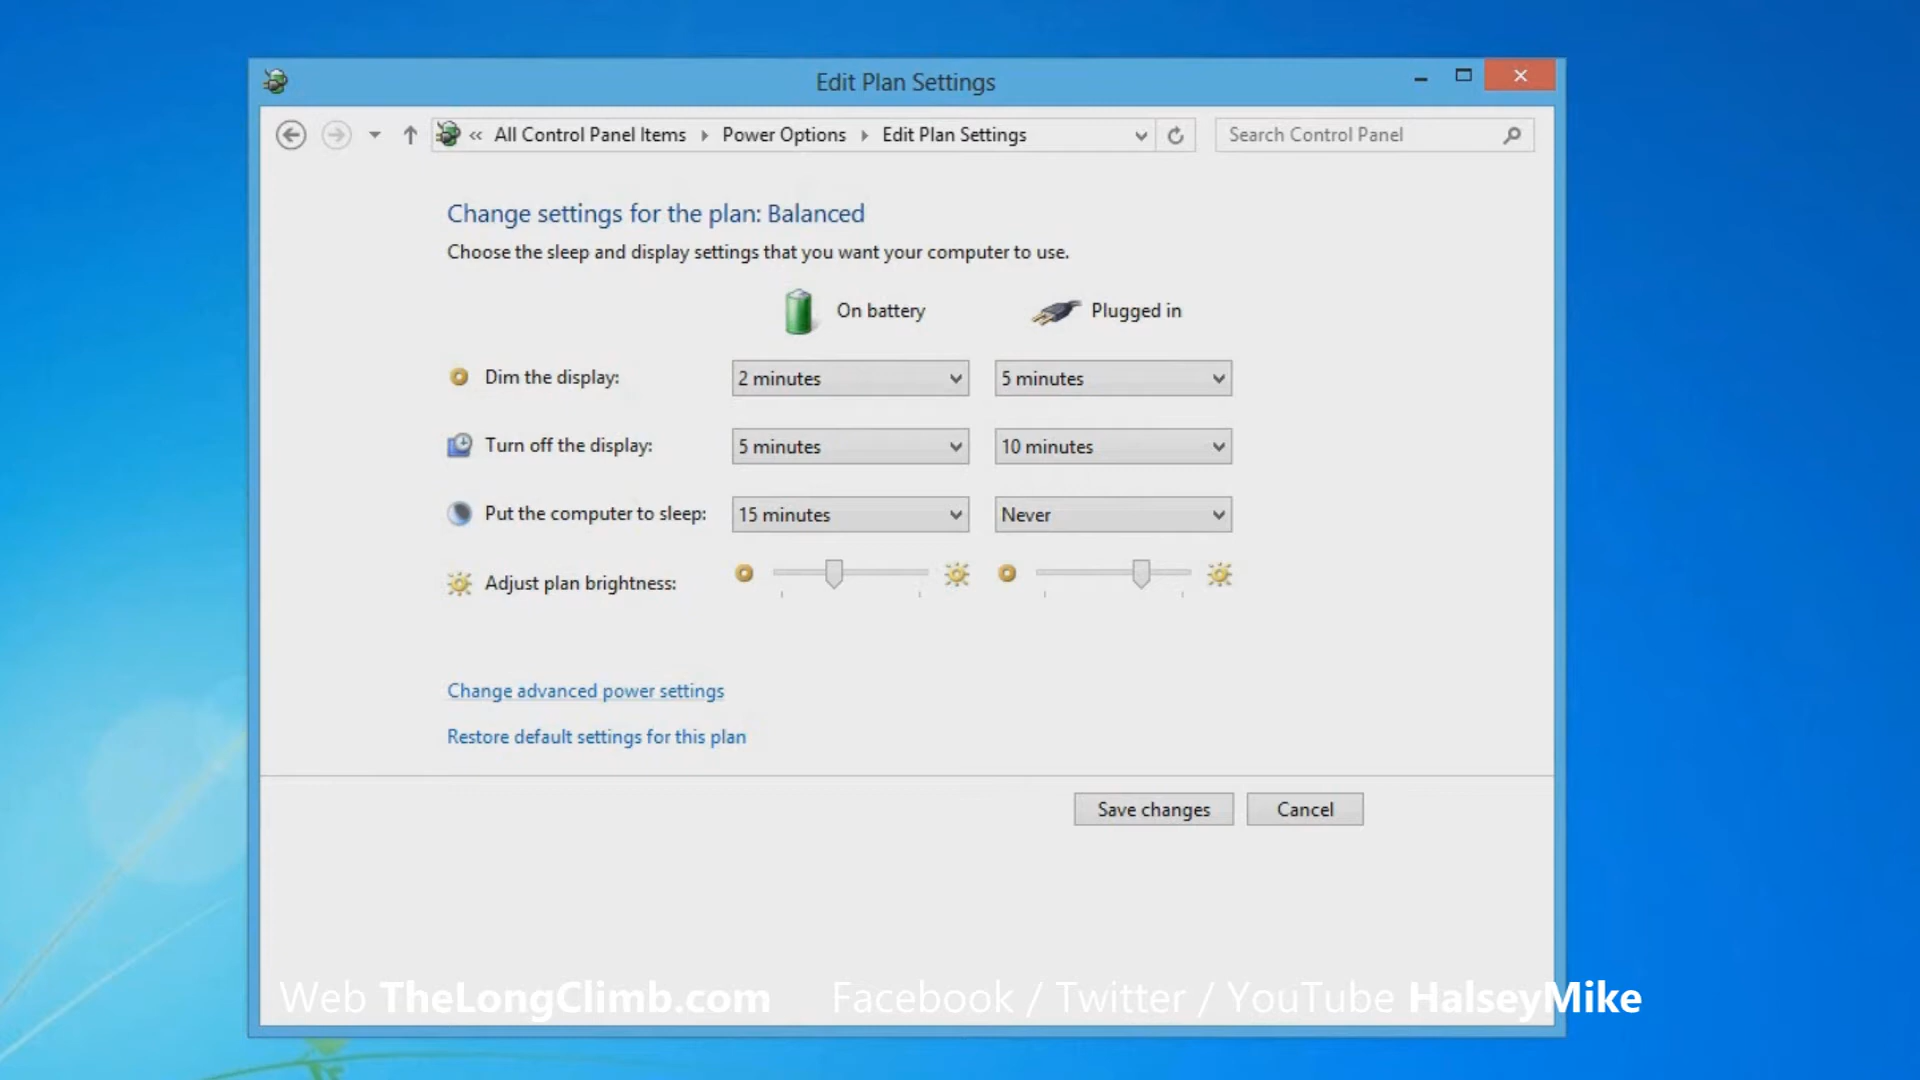 Edit Plan Settings
« All Control Panel Items Power Options Edit Plan Settings Search Control Panel
Change settings for the plan: Balanced
Choose the sleep and display settings that you want your computer to use.
On battery Plugged in
Dim the display: 2 minutes 5 minutes
Turn off the display: 5 minutes 10 minutes
Put the computer to sleep: 15 minutes Never
Adjust plan brightness:
Change advanced power settings
Restore default settings for this plan
Save changes Cancel
Web TheLongClimb.com Facebook / Twitter / YouTube HalseyMike